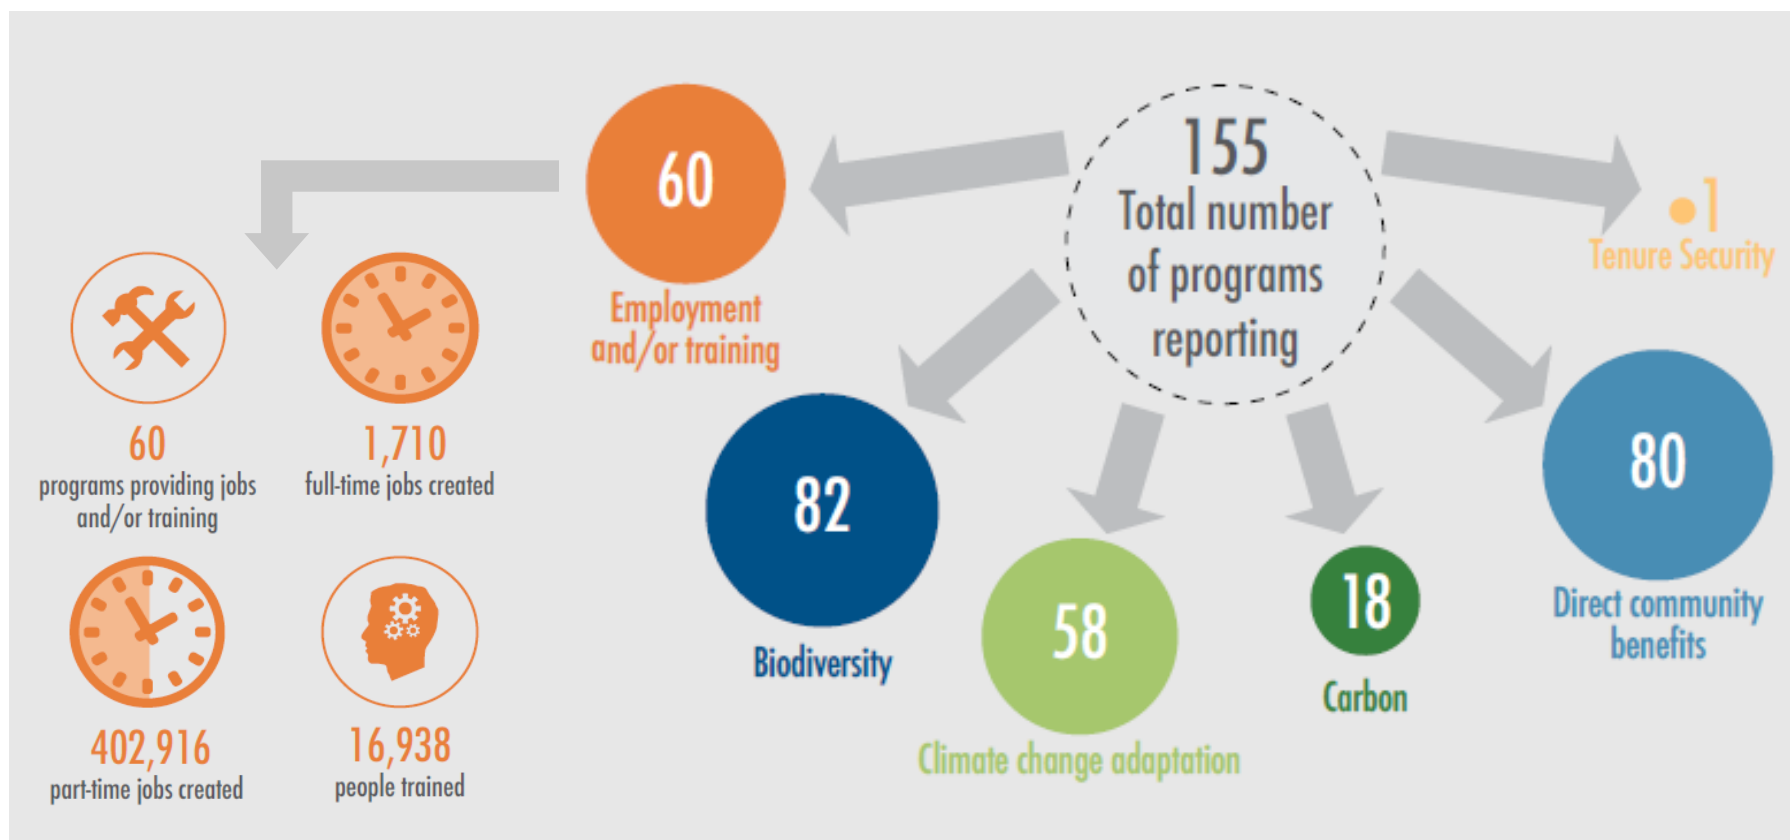 155
Total number
of programs
reporting
60
Employment
and/or training
1
Tenure Security
82
Biodiversity
58
Climate change adaptation
18
Carbon
80
Direct community
benefits
60
programs providing jobs
and/or training
1,710
full-time jobs created
402,916
part-time jobs created
16,938
people trained